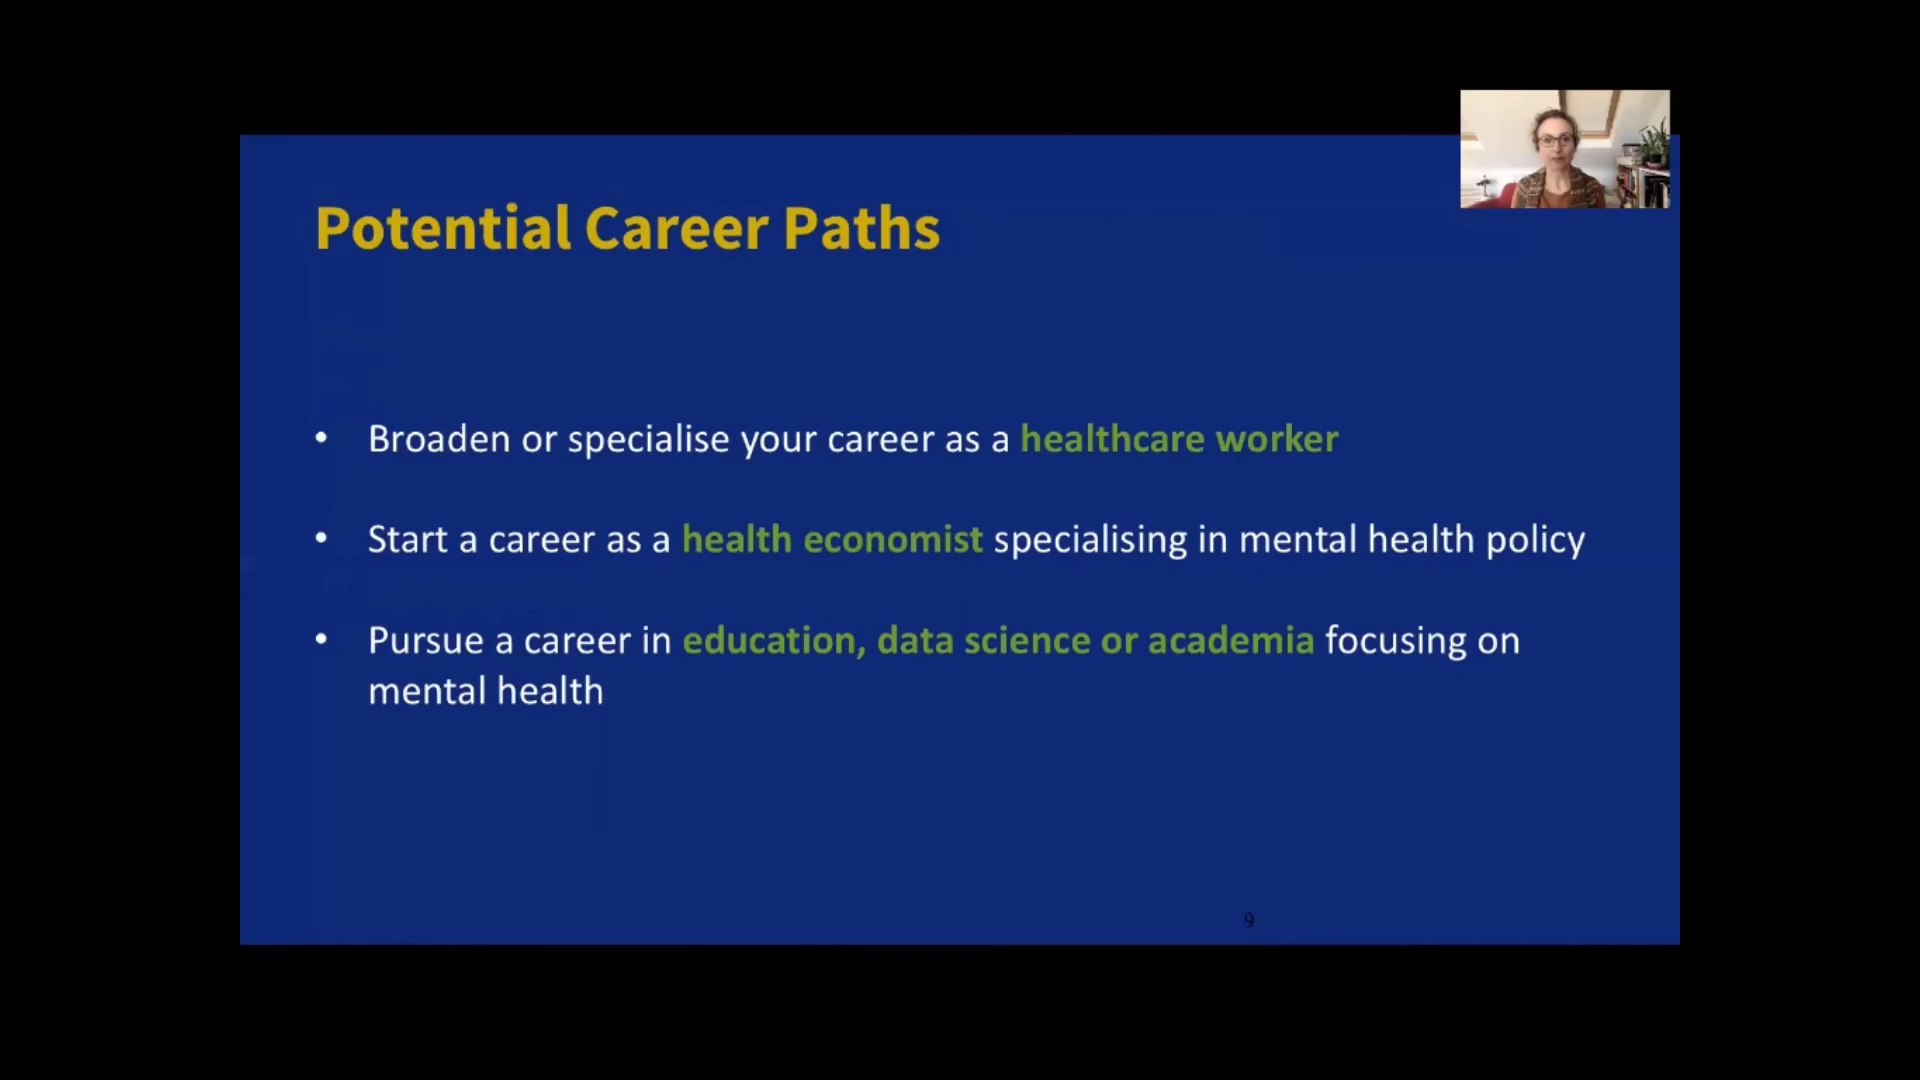 Potential Career Paths
• Broaden or specialise your career as a healthcare worker
• Start a career as a health economist specialising in mental health policy
• Pursue a career in education, data science or academia focusing on
mental health
9